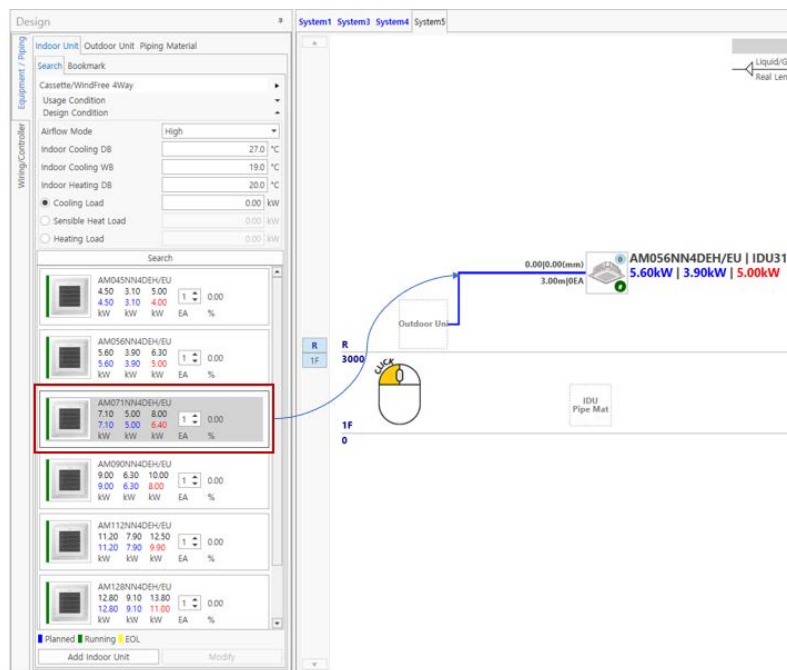 Design
System1 System3 System4 System5
Equipment / Piping
Wiring/Controller
Indoor Unit Outdoor Unit Piping Material
Search Bookmark
Cassette/WindFree 4Way
Usage Condition
Design Condition
Airflow Mode High
Indoor Cooling DB 27.0 °C
Indoor Cooling WB 19.0 °C
Indoor Heating DB 20.0 °C
Cooling Load 0.00 kW
Sensible Heat Load 0.00 kW
Heating Load 0.00 kW
Search
AM045NN4DEH/EU
4.50 3.10 5.00
4.50 3.10 4.00 1 0.00
kW kW kW EA %
AM056NN4DEH/EU
5.60 3.90 6.30
5.60 3.90 5.00 1 0.00
kW kW kW EA %
AM071NN4DEH/EU
7.10 5.00 8.00
7.10 5.00 6.40 1 0.00
kW kW kW EA %
AM090NN4DEH/EU
9.00 6.30 10.00
9.00 6.30 8.00 1 0.00
kW kW kW EA %
AM112NN4DEH/EU
11.20 7.90 12.50
11.20 7.90 9.90 1 0.00
kW kW kW EA %
AM128NN4DEH/EU
12.80 9.10 13.80
12.80 9.10 11.00 1 0.00
kW kW kW EA %
Planned Running EOL
Add Indoor Unit Modify
Liquid/G
Real Len
0.00|0.00(mm)
3.00m|0EA
AM056NN4DEH/EU | IDU31
5.60kW | 3.90kW | 5.00kW
Outdoor Uni
R R
1F 3000
CLICK
IDU
Pipe Mat
1F
0